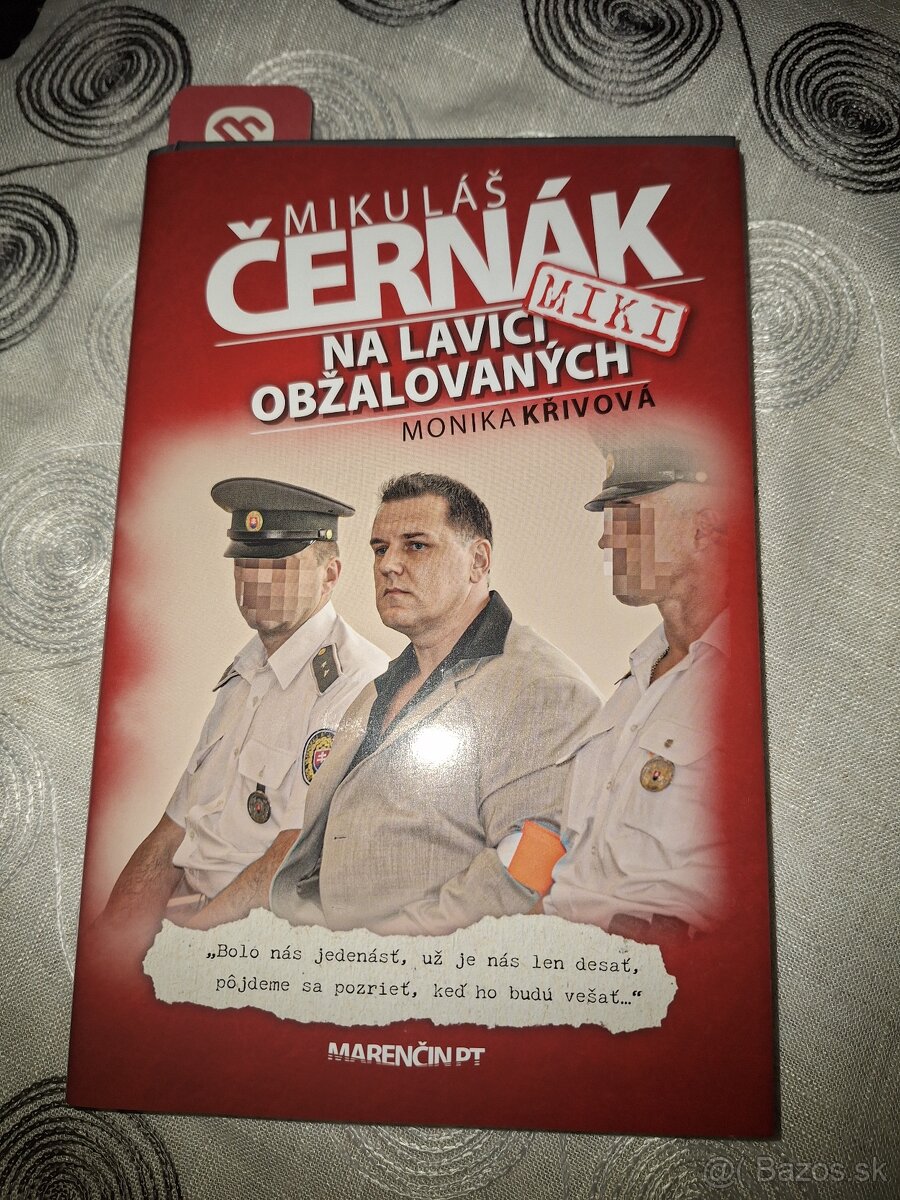 MIKULÁŠ
ČERNÁK
MIKI
NA LAVICI
OBŽALOVANÝCH
MONIKA KŘIVOVÁ
„Bolo nás jedenásť, už je nás len desať,
pôjdeme sa pozrieť, keď ho budú vešať…“
MARENČIN PT
@( Bazos.sk